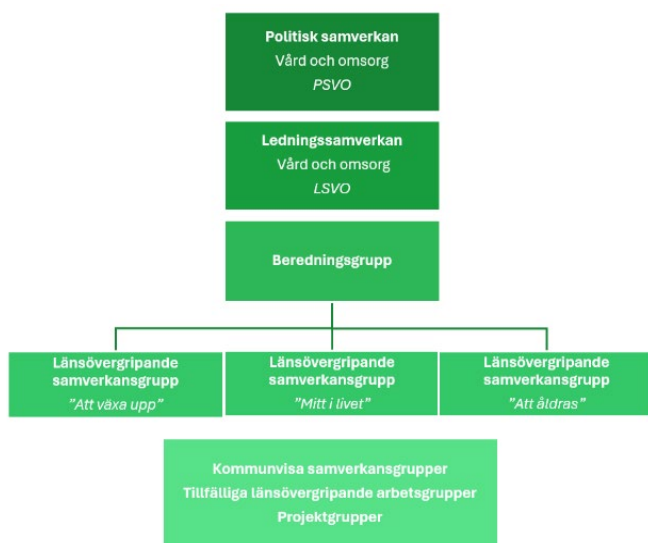 Politisk samverkan
Vård och omsorg
PSVO
Ledningssamverkan
Vård och omsorg
LSVO
Beredningsgrupp
Länsövergripande
samverkansgrupp
"Att växa upp"
Länsövergripande
samverkansgrupp
"Mitt i livet"
Länsövergripande
samverkansgrupp
"Att åldras"
Kommunvisa samverkansgrupper
Tillfälliga länsövergripande arbetsgrupper
Projektgrupper